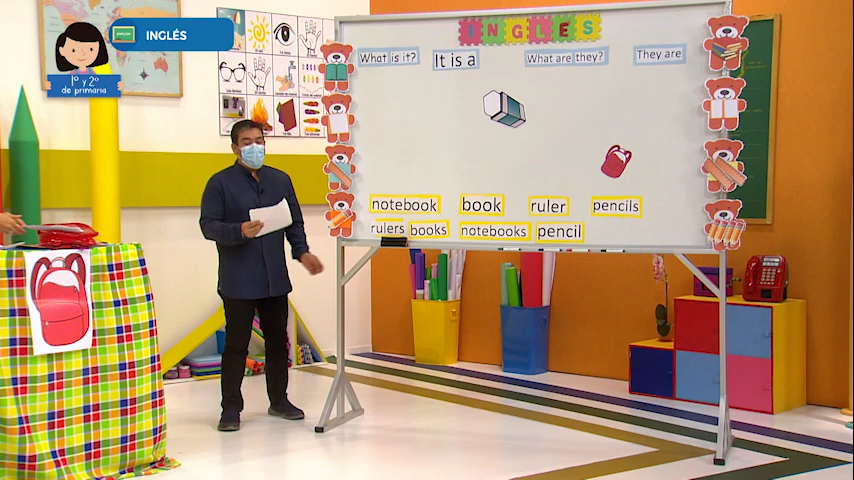 INGLÉS
1º y 2º
de primaria
INGLES
What is it?
It is a
What are they?
They are
notebook
book
ruler
pencils
rulers
books
notebooks
pencil